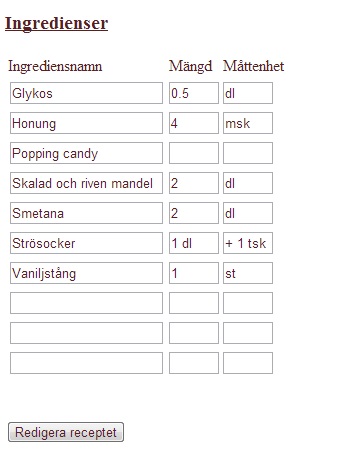 Ingredienser
Ingrediensnamn Mängd Måttenhet
Glykos 0.5 dl
Honung 4 msk
Popping candy
Skalad och riven mandel 2 dl
Smetana 2 dl
Strösocker 1 dl + 1 tsk
Vaniljstång 1 st
Redigera receptet